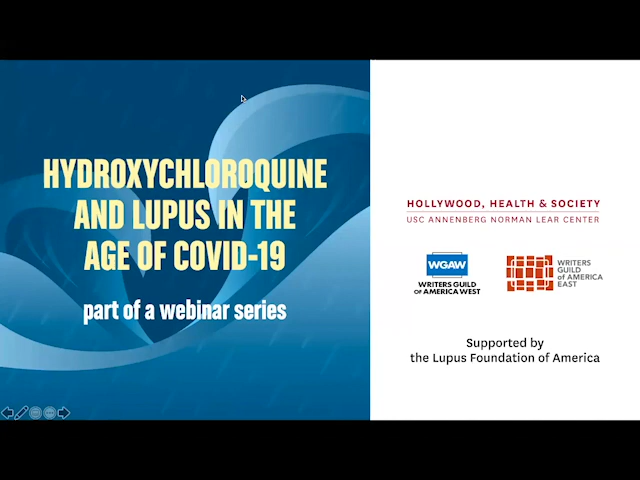 HYDROXYCHLOROQUINE
AND LUPUS IN THE
AGE OF COVID-19
part of a webinar series
HOLLYWOOD, HEALTH & SOCIETY
USC ANNENBERG NORMAN LEAR CENTER
WGAW
WRITERS GUILD
OF AMERICA WEST
WRITERS
GUILD
of AMERICA
EAST
Supported by
the Lupus Foundation of America